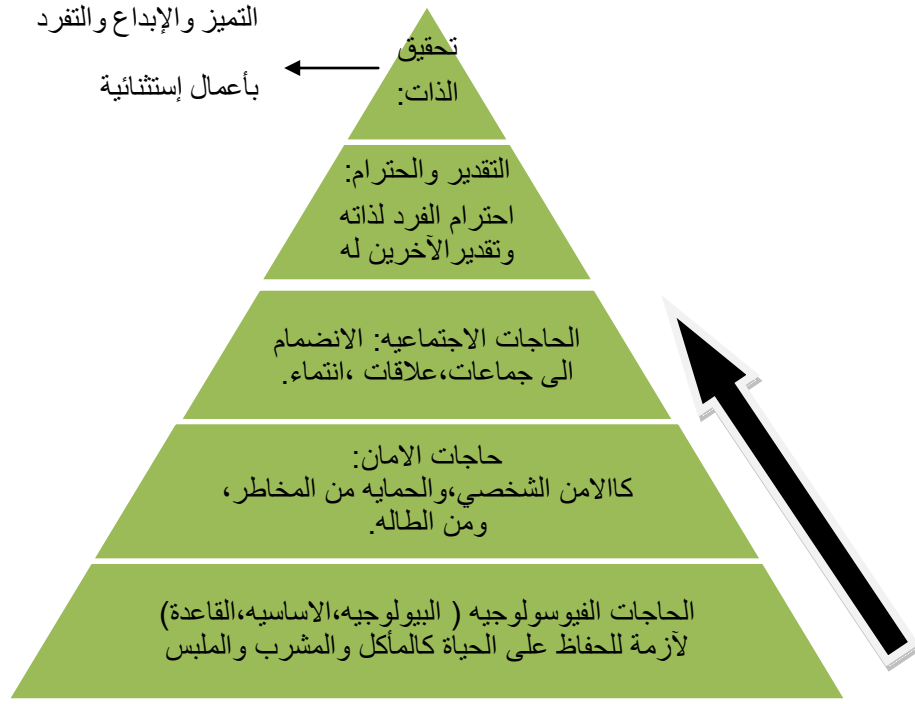 التميز والإبداع والتفرد
بأعمال إستثنائية
تحقيق
الذات:
التقدير والحترام:
احترام الفرد لذاته
وتقديرالآخرين له
الحاجات الاجتماعيه: الانضمام
الى جماعات،علاقات ،انتماء.
حاجات الامان:
كاالامن الشخصي،والحمايه من المخاطر،
ومن الطاله.
الحاجات الفيوسولوجيه ( البيولوجيه،الاساسيه،القاعدة)
لآزمة للحفاظ على الحياة كالمأكل والمشرب والملبس